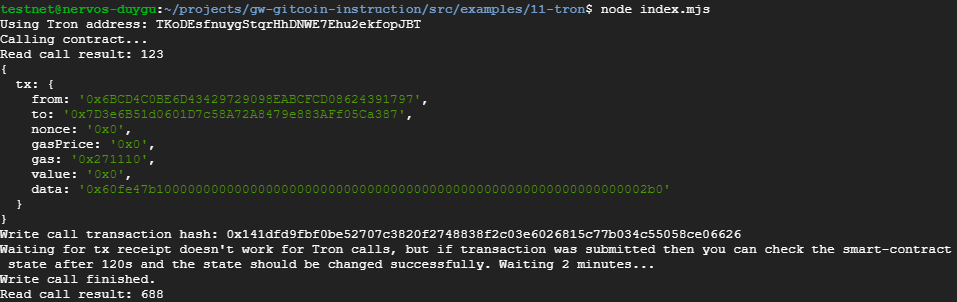 testnet@nervos-duygu:~/projects/gw-gitcoin-instruction/src/examples/11-tron$ node index.mjs
Using Tron address: TKoDEsfnuygStqrHhDNWE7Ehu2ekfopJBT
Calling contract...
Read call result: 123
{
  tx: {
    from: '0x6BCD4C0BE6D43429729098EABCFCD08624391797',
    to: '0x7D3e6B51d0601D7c58A72A8479e883AFf05Ca387',
    nonce: '0x0',
    gasPrice: '0x0',
    gas: '0x271110',
    value: '0x0',
    data: '0x60fe47b100000000000000000000000000000000000000000000000000000000000002b0'
  }
}
Write call transaction hash: 0x141dfd9fbf0be52707c3820f2748838f2c03e6026815c77b034c55058ce06626
Waiting for tx receipt doesn't work for Tron calls, but if transaction was submitted then you can check the smart-contract
 state after 120s and the state should be changed successfully. Waiting 2 minutes...
Write call finished.
Read call result: 688